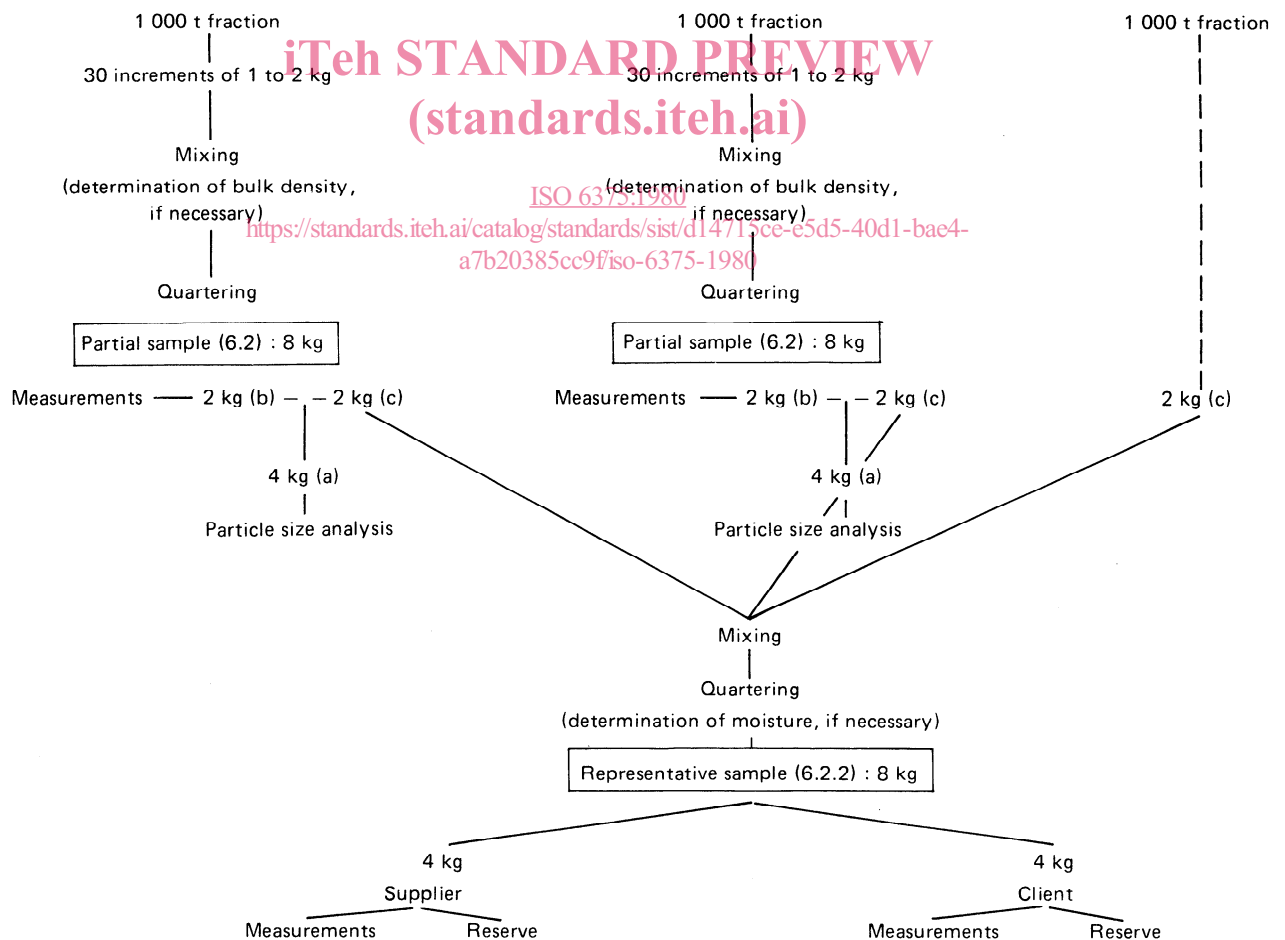 1 000 t fraction
1 000 t fraction
1 000 t fraction
iTeh STANDARD PREVIEW
30 increments of 1 to 2 kg
30 increments of 1 to 2 kg
(standards.iteh.ai)
Mixing
Mixing
(determination of bulk density,
if necessary)
(determination of bulk density,
if necessary)
ISO 6375:1980
https://standards.iteh.ai/catalog/standards/sist/d14715ce-e5d5-40d1-bae4-
a7b20385cc9f/iso-6375-1980
Quartering
Quartering
Partial sample (6.2) : 8 kg
Partial sample (6.2) : 8 kg
Measurements — 2 kg (b) – – 2 kg (c)
Measurements — 2 kg (b) – – 2 kg (c)
2 kg (c)
4 kg (a)
4 kg (a)
Particle size analysis
Particle size analysis
Mixing
Quartering
(determination of moisture, if necessary)
Representative sample (6.2.2) : 8 kg
4 kg
4 kg
Supplier
Client
Measurements
Reserve
Measurements
Reserve